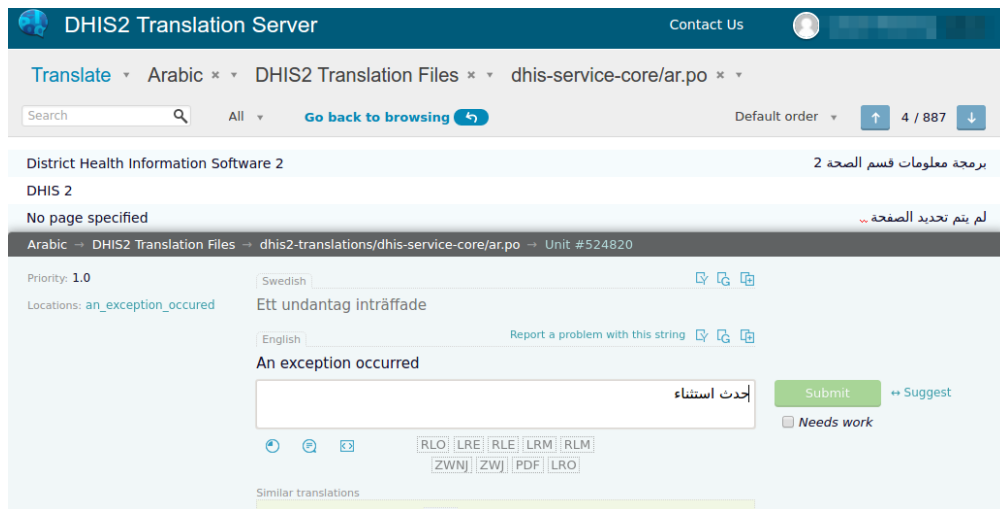 DHIS2 Translation Server Contact Us
Translate Arabic × DHIS2 Translation Files × dhis-service-core/ar.po ×
Search All Go back to browsing Default order ↑ 4 / 887 ↓
District Health Information Software 2 برمجة معلومات قسم الصحة 2
DHIS 2
No page specified لم يتم تحديد الصفحة
Arabic → DHIS2 Translation Files → dhis2-translations/dhis-service-core/ar.po → Unit #524820
Priority: 1.0
Locations: an_exception_occured
Swedish
Ett undantag inträffade
English Report a problem with this string
An exception occurred
حدث استثناء
Submit ↔ Suggest
Needs work
RLO LRE RLE LRM RLM
ZWNJ ZWJ PDF LRO
Similar translations